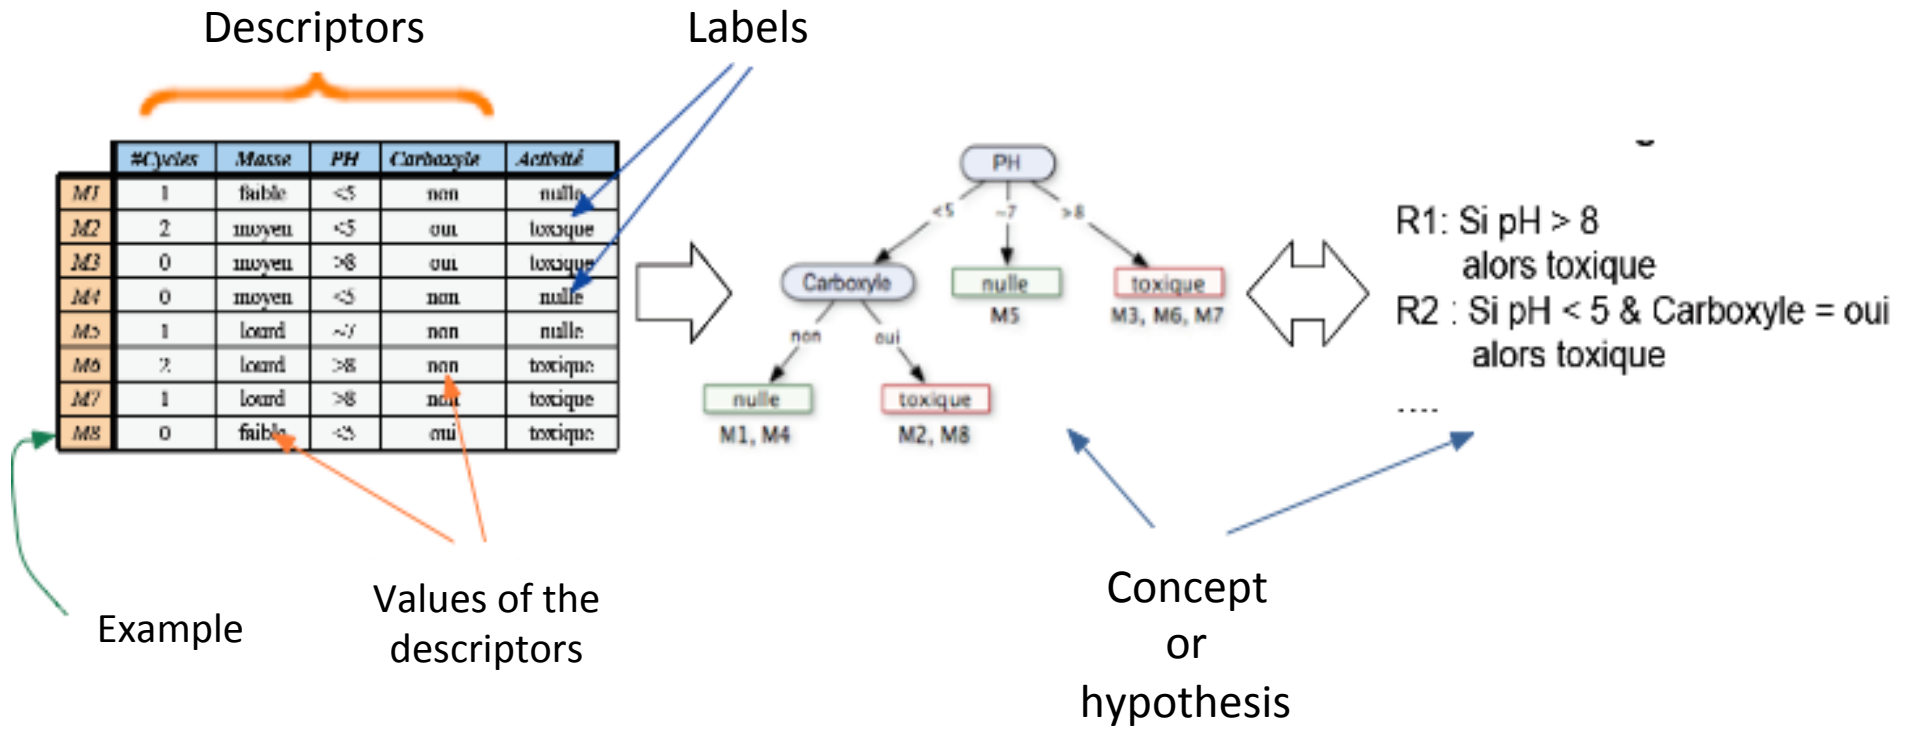 Descriptors
Labels
#Cycles Masse PH Carboxyle Activité
M1 1 faible <5 non nulle
M2 2 moyen <5 oui toxique
M3 0 moyen >8 oui toxique
M4 0 moyen <5 non nulle
M5 1 lourd ~7 non nulle
M6 2 lourd >8 non toxique
M7 1 lourd >8 non toxique
M8 0 faible <5 oui toxique
PH
<5 ~7 >8
Carboxyle nulle toxique
M5 M3, M6, M7
non oui
nulle toxique
M1, M4 M2, M8
R1: Si pH > 8
alors toxique
R2 : Si pH < 5 & Carboxyle = oui
alors toxique
....
Example
Values of the
descriptors
Concept
or
hypothesis